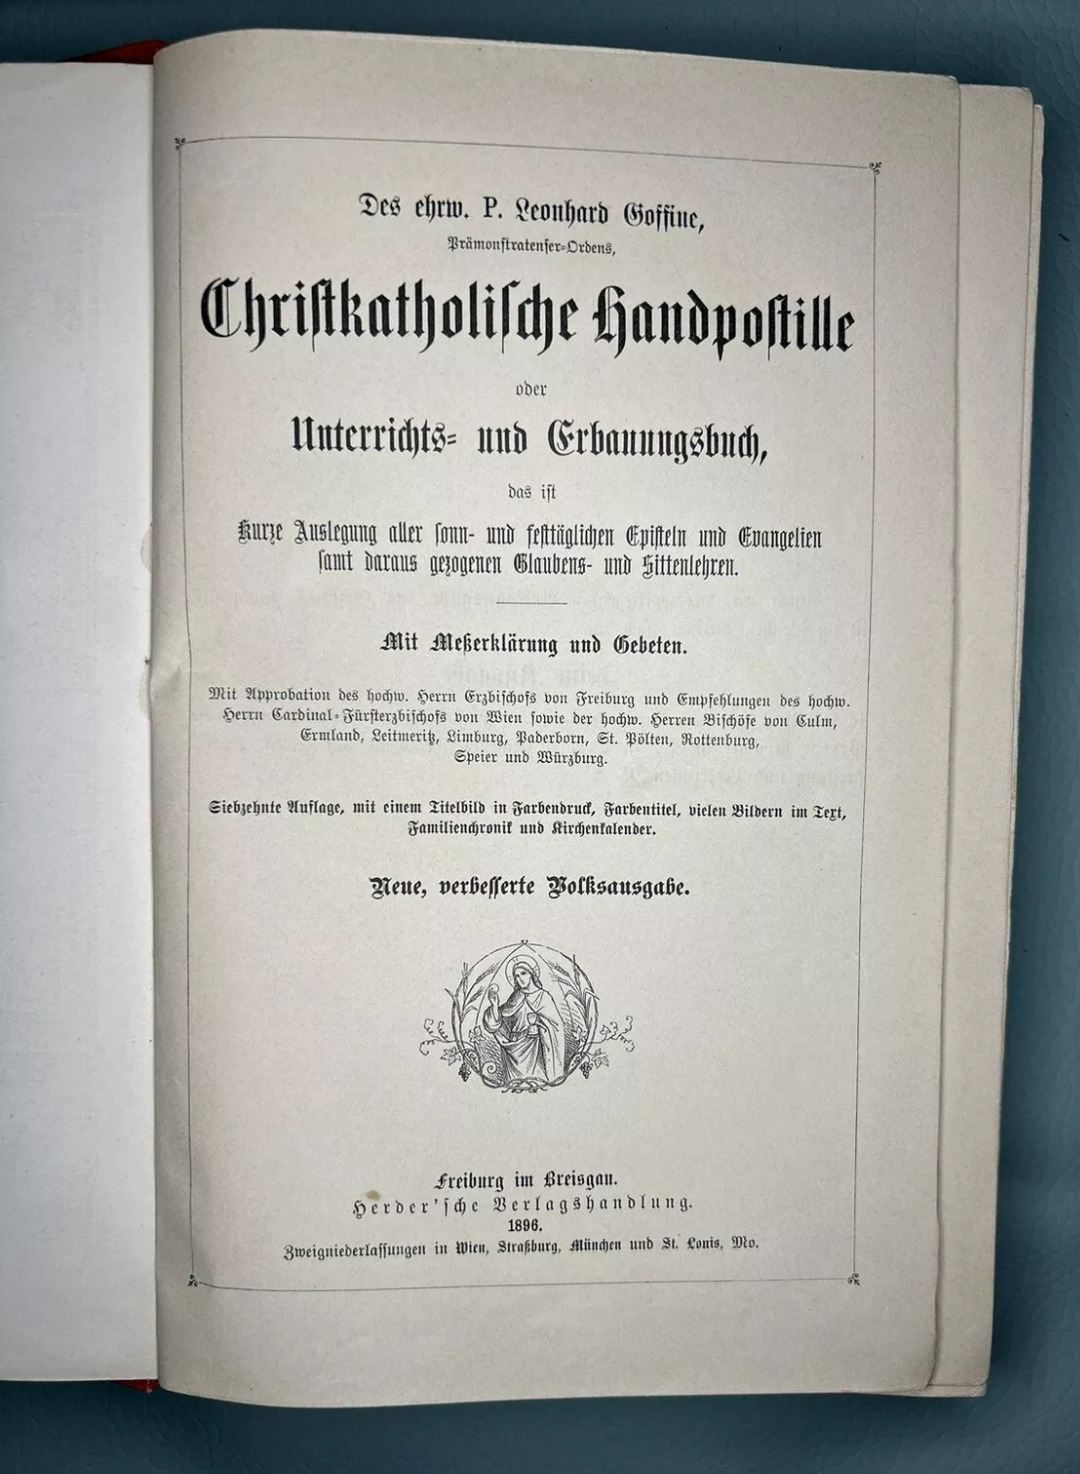 Des ehrw. P. Leonhard Goffine,
Prämonſtratenſer-Ordens,
Chriſtkatholiſche Handpoſtille
oder
Unterrichts- und Erbauungsbuch,
das iſt
Kurze Auslegung aller ſonn- und feſttäglichen Epiſteln und Evangelien
ſamt daraus gezogenen Glaubens- und Sittenlehren.
Mit Meßerklärung und Gebeten.
Mit Approbation des hochw. Herrn Erzbiſchofs von Freiburg und Empfehlungen des hochw.
Herrn Cardinal-Fürſterzbiſchofs von Wien ſowie der hochw. Herren Biſchöfe von Culm,
Ermland, Leitmeritz, Limburg, Paderborn, St. Pölten, Rottenburg,
Speier und Würzburg.
Siebzehnte Auflage, mit einem Titelbild in Farbendruck, Farbentitel, vielen Bildern im Text,
Familienchronik und Kirchenkalender.
Neue, verbeſſerte Volksausgabe.
Freiburg im Breisgau.
Herder'ſche Verlagshandlung.
1896.
Zweigniederlaſſungen in Wien, Straßburg, München und St. Louis, Mo.